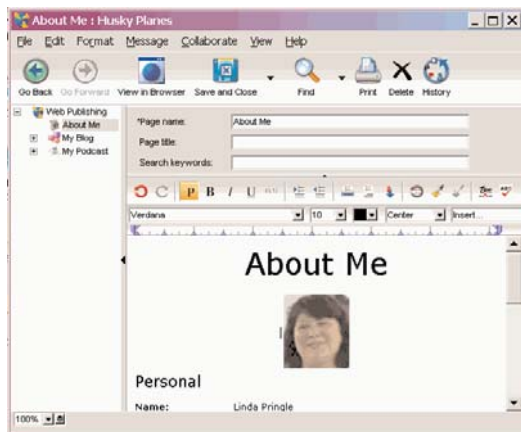 About Me : Husky Planes
File Edit Format Message Collaborate View Help
Go Back Go Forward View in Browser Save and Close Find Print Delete History
Web Publishing
About Me
My Blog
My Podcast
*Page name: About Me
Page title:
Search keywords:
P B I U
Verdana 10 Center Insert...
About Me
Personal
Name: Linda Pringle
100%